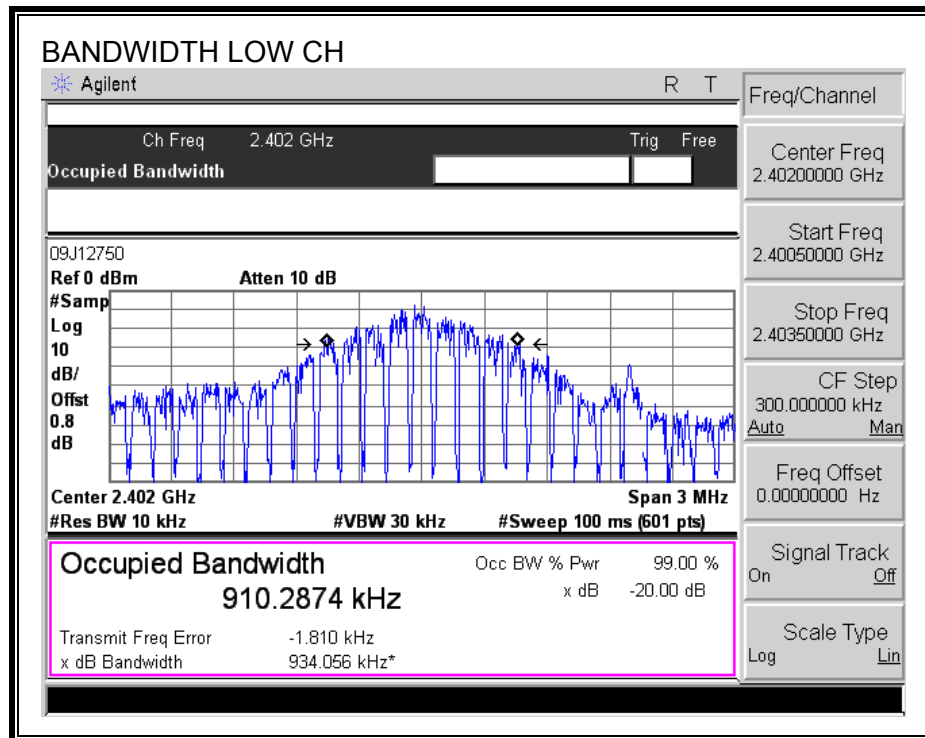 BANDWIDTH LOW CH
Agilent R T
Ch Freq 2.402 GHz Trig Free
Occupied Bandwidth
09J12750
Ref 0 dBm Atten 10 dB
#Samp
Log
10
dB/
Offst
0.8
dB
Center 2.402 GHz Span 3 MHz
#Res BW 10 kHz #VBW 30 kHz #Sweep 100 ms (601 pts)
Occupied Bandwidth Occ BW % Pwr 99.00 %
910.2874 kHz x dB -20.00 dB
Transmit Freq Error -1.810 kHz
x dB Bandwidth 934.056 kHz*
Freq/Channel
Center Freq
2.40200000 GHz
Start Freq
2.40050000 GHz
Stop Freq
2.40350000 GHz
CF Step
300.000000 kHz
Auto Man
Freq Offset
0.00000000 Hz
Signal Track
On Off
Scale Type
Log Lin